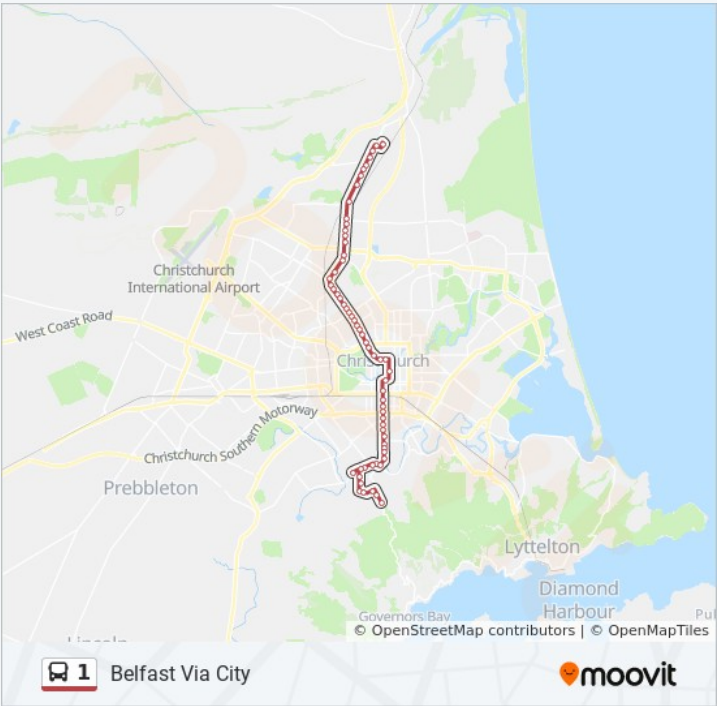 Christchurch
International Airport
West Coast Road
Christchurch
Christchurch Southern Motorway
Prebbleton
Lyttelton
Diamond
Harbour
Governors Bay
© OpenStreetMap contributors | © OpenMapTiles
1 Belfast Via City
moovit